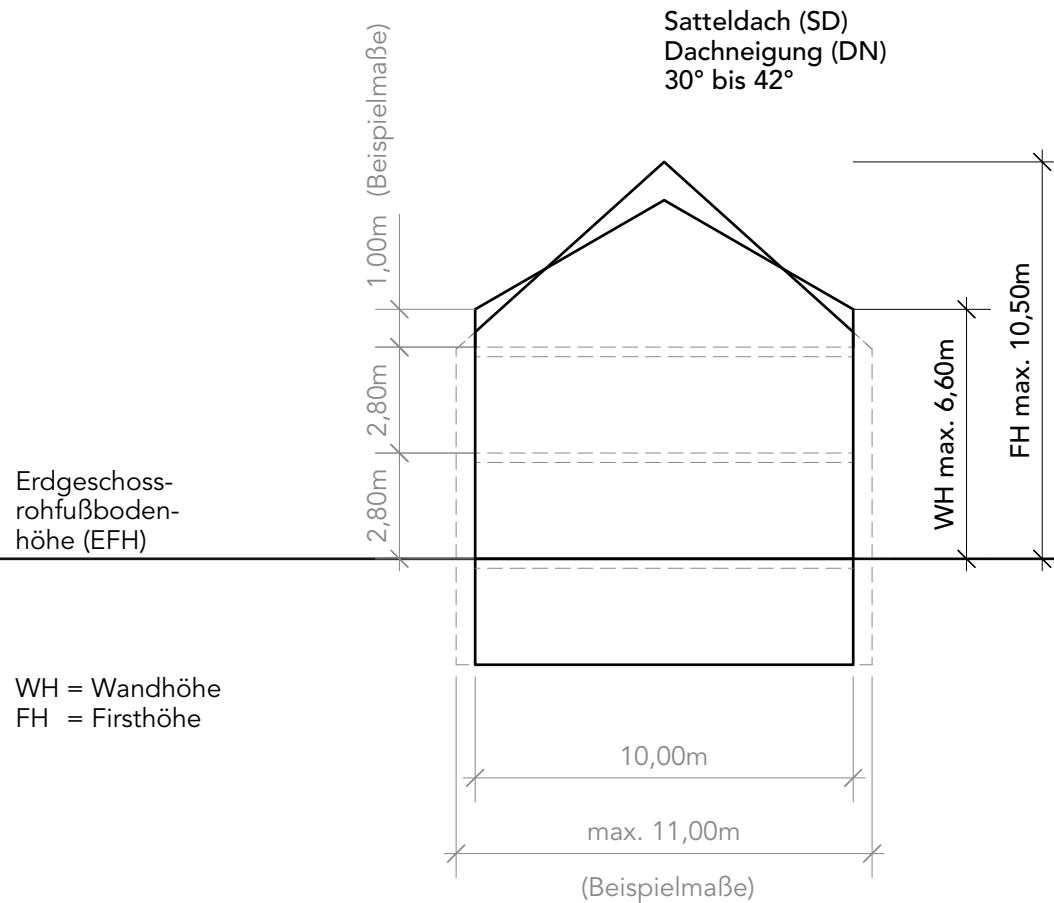 Satteldach (SD)
Dachneigung (DN)
30° bis 42°
1,00m (Beispielmaße)
2,80m
2,80m
WH max. 6,60m
FH max. 10,50m
Erdgeschoss-
rohfußboden-
höhe (EFH)
WH = Wandhöhe
FH = Firsthöhe
10,00m
max. 11,00m
(Beispielmaße)